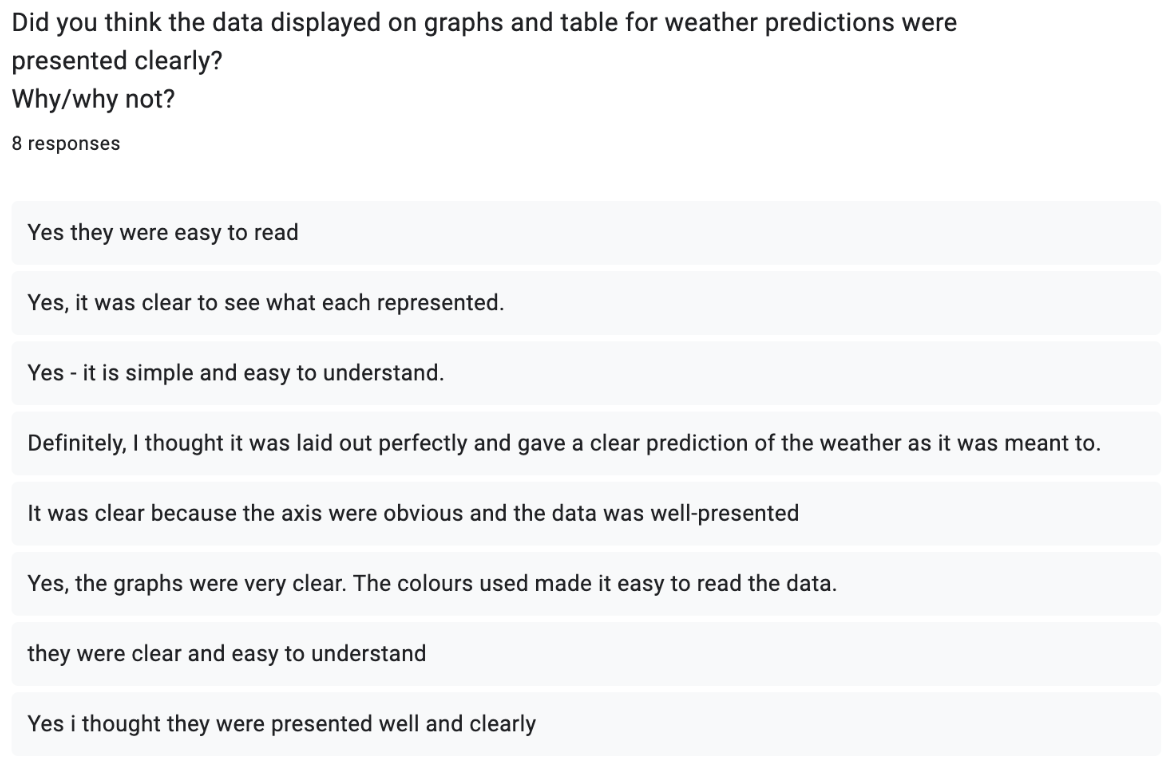 Did you think the data displayed on graphs and table for weather predictions were
presented clearly?
Why/why not?
8 responses
Yes they were easy to read
Yes, it was clear to see what each represented.
Yes - it is simple and easy to understand.
Definitely, I thought it was laid out perfectly and gave a clear prediction of the weather as it was meant to.
It was clear because the axis were obvious and the data was well-presented
Yes, the graphs were very clear. The colours used made it easy to read the data.
they were clear and easy to understand
Yes i thought they were presented well and clearly